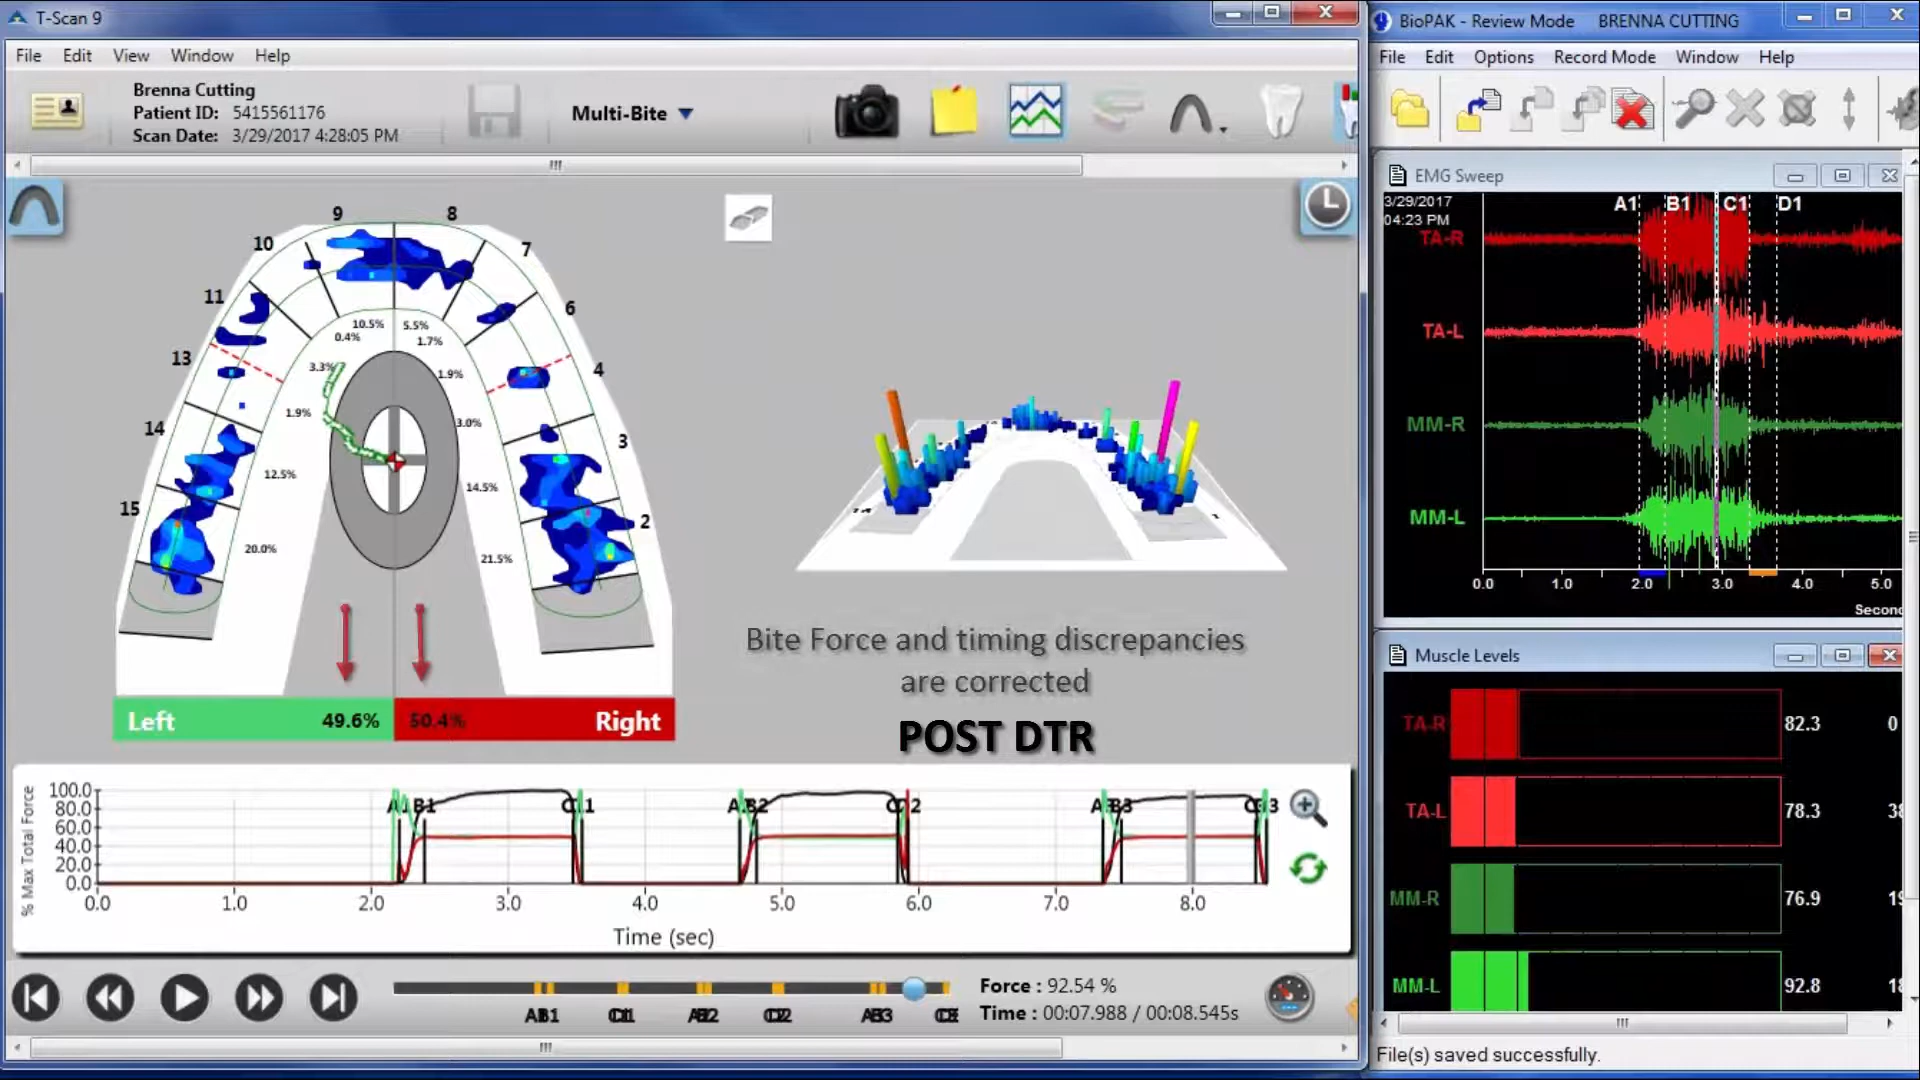 T-Scan 9
File Edit View Window Help
Brenna Cutting
Patient ID: 5415561176
Scan Date: 3/29/2017 4:28:05 PM
Multi-Bite
9 8
10 7
11 6
13 4
14 3
15 2
10.5% 5.5%
0.4% 1.7%
3.3% 1.9%
1.9% 3.0%
12.5% 14.5%
20.0% 21.5%
Left 49.6% 50.4% Right
Bite Force and timing discrepancies
are corrected
POST DTR
% Max Total Force
100.0
80.0
60.0
40.0
20.0
0.0
B1 B2 B3
0.0 1.0 2.0 3.0 4.0 5.0 6.0 7.0 8.0
Time (sec)
Force : 92.54 %
Time : 00:07.988 / 00:08.545s
BioPAK - Review Mode BRENNA CUTTING
File Edit Options Record Mode Window Help
EMG Sweep
3/29/2017
04:23 PM
A1 B1 C1 D1
TA-R
TA-L
MM-R
MM-L
0.0 1.0 2.0 3.0 4.0 5.0
Muscle Levels
TA-R 82.3 0
TA-L 78.3
MM-R 76.9
MM-L 92.8
File(s) saved successfully.